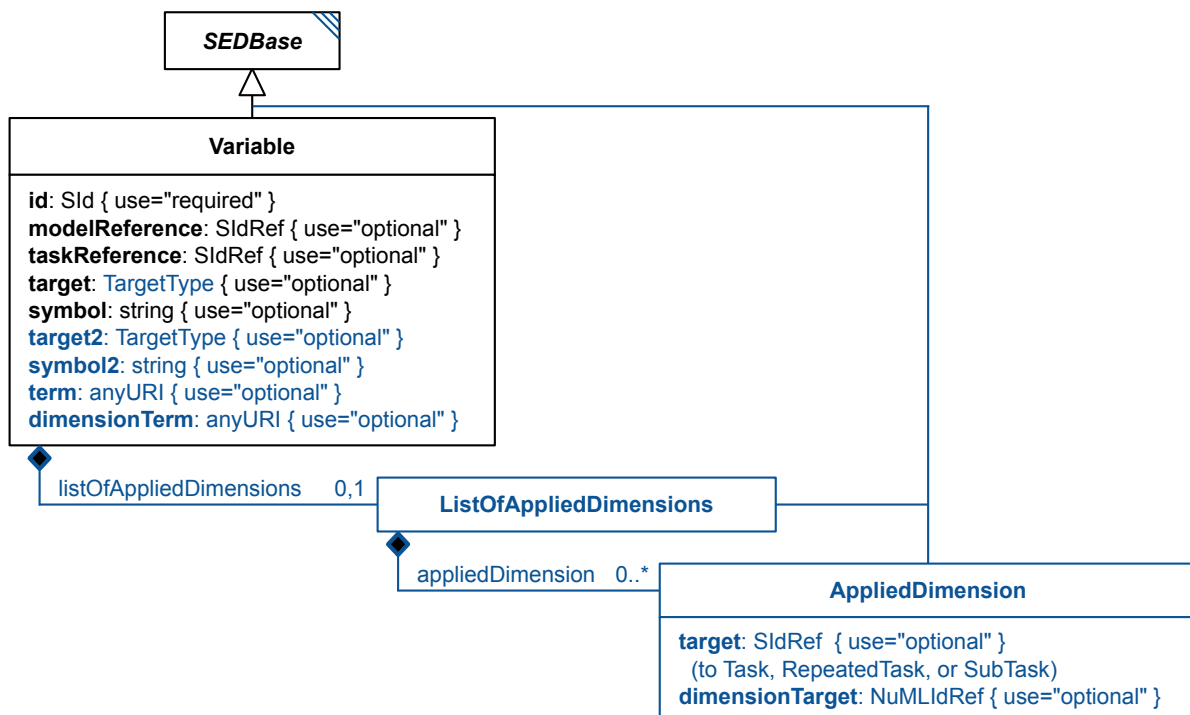 SEDBase
Variable
id: SId { use="required" }
modelReference: SIdRef { use="optional" }
taskReference: SIdRef { use="optional" }
target: TargetType { use="optional" }
symbol: string { use="optional" }
target2: TargetType { use="optional" }
symbol2: string { use="optional" }
term: anyURI { use="optional" }
dimensionTerm: anyURI { use="optional" }
listOfAppliedDimensions 0,1
ListOfAppliedDimensions
appliedDimension 0..*
AppliedDimension
target: SIdRef { use="optional" }
(to Task, RepeatedTask, or SubTask)
dimensionTarget: NuMLIdRef { use="optional" }